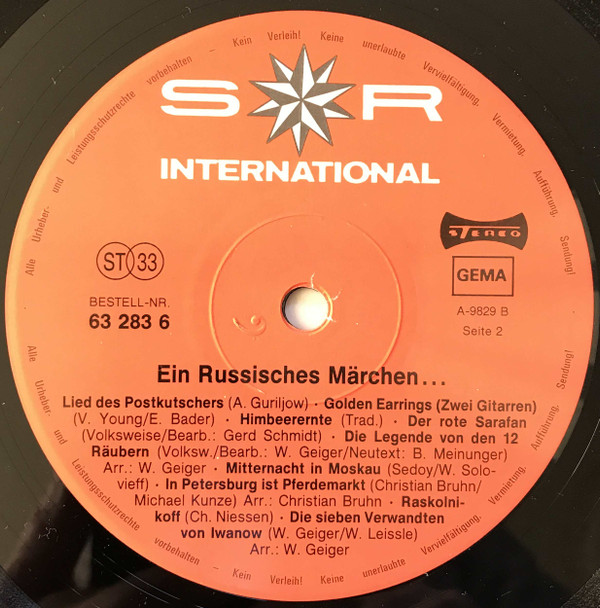 Alle Urheber- und Leistungsschutzrechte vorbehalten - Kein Verleih! Keine unerlaubte Vervielfältigung, Vermietung, Aufführung, Sendung!
S R
INTERNATIONAL
STEREO
ST 33
GEMA
BESTELL-NR.
63 283 6
A-9829 B
Seite 2
Ein Russisches Märchen...
Lied des Postkutschers (A. Guriljow) · Golden Earrings (Zwei Gitarren)
(V. Young/E. Bader) · Himbeerernte (Trad.) · Der rote Sarafan
(Volksweise/Bearb.: Gerd Schmidt) · Die Legende von den 12
Räubern (Volksw./Bearb.: W. Geiger/Neutext: B. Meinunger)
Arr.: W. Geiger · Mitternacht in Moskau (Sedoy/W. Solo-
vieff) · In Petersburg ist Pferdemarkt (Christian Bruhn/
Michael Kunze) Arr.: Christian Bruhn · Raskolni-
koff (Ch. Niessen) · Die sieben Verwandten
von Iwanow (W. Geiger/W. Leissle)
Arr.: W. Geiger
Alle Urheber- und Leistungsschutzrechte vorbehalten - Kein Verleih! Keine unerlaubte Vervielfältigung, Vermietung, Aufführung, Sendung!